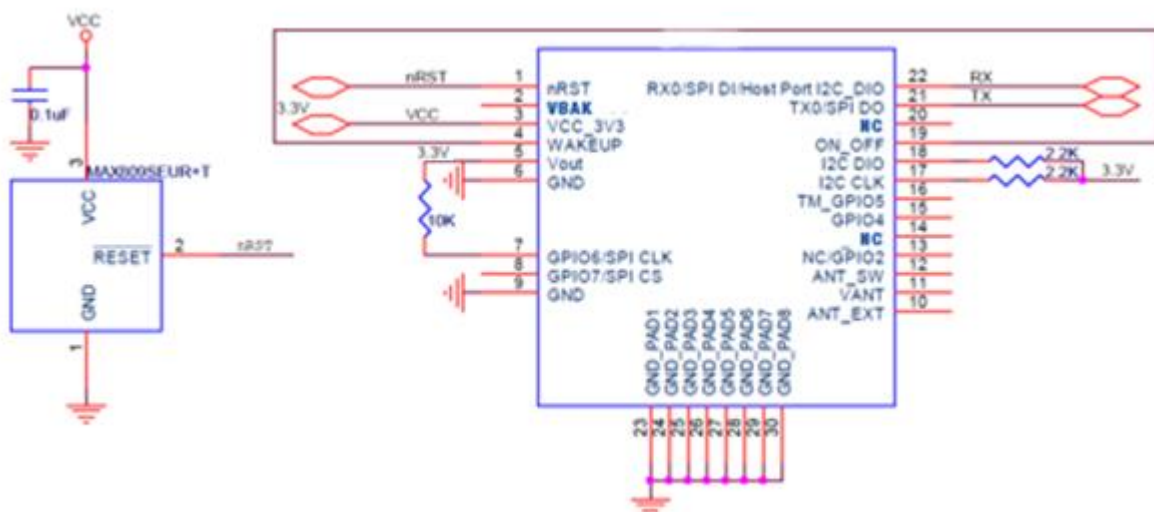 VCC
0.1uF
3
MAX809SEUR+T
VCC
RESET
2
nRST
GND
1
nRST
3.3V
VCC
3.3V
10K
1
2
3
4
5
6
7
8
9
nRST
VBAK
VCC_3V3
WAKEUP
Vout
GND
GPIO6/SPI CLK
GPIO7/SPI CS
GND
RX0/SPI DI/Host Port I2C_DIO
TX0/SPI DO
NC
ON_OFF
I2C DIO
I2C CLK
TM_GPIO5
GPIO4
NC
NC/GPIO2
ANT_SW
VANT
ANT_EXT
22
21
20
19
18
17
16
15
14
13
12
11
10
RX
TX
2.2K
2.2K
3.3V
GND_PAD1
GND_PAD2
GND_PAD3
GND_PAD4
GND_PAD5
GND_PAD6
GND_PAD7
GND_PAD8
23
24
25
26
27
28
29
30